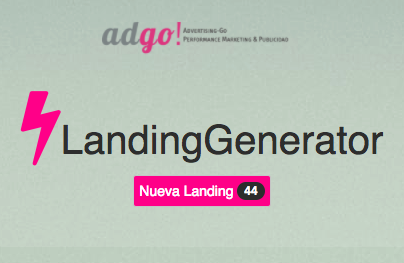 adgo!
Advertising-Go
Performance Marketing & Publicidad
LandingGenerator
Nueva Landing 44